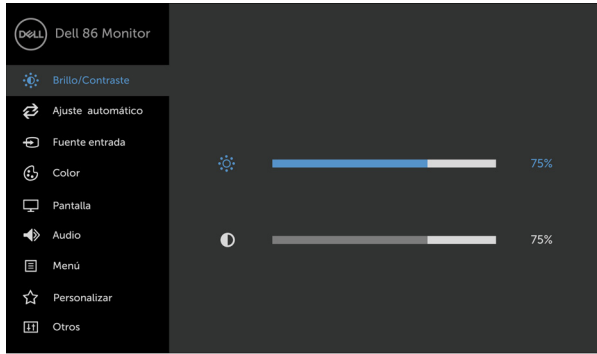 DELL Dell 86 Monitor
Brillo/Contraste
Ajuste automático
Fuente entrada
Color
Pantalla
Audio
Menú
Personalizar
Otros
75%
75%